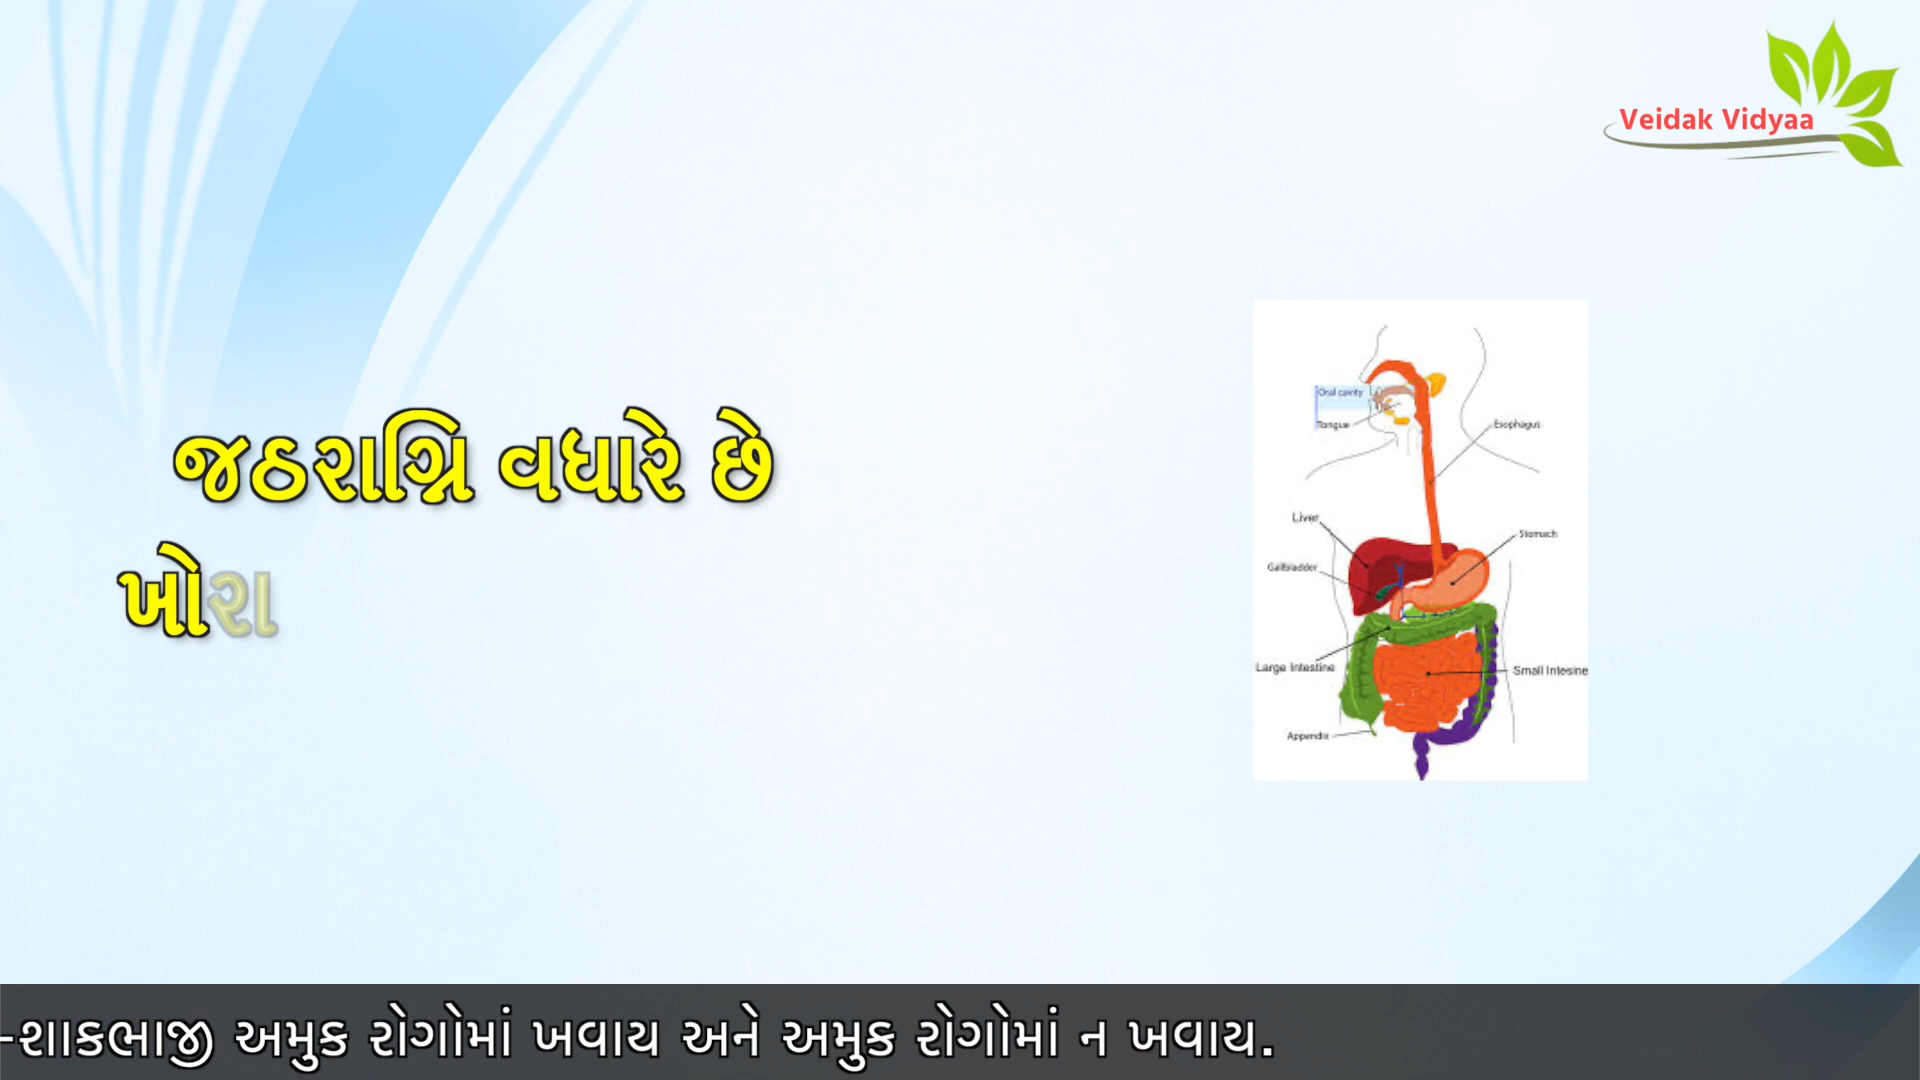 Veidak Vidyaa
જઠરાગ્નિ વધારે છે
ખોરા
Oral cavity
Tongue
Esophagus
Liver
Stomach
Gallbladder
Large Intestine
Small Intesine
Appendix
-શાકભાજી અમુક રોગોમાં ખવાય અને અમુક રોગોમાં ન ખવાય.